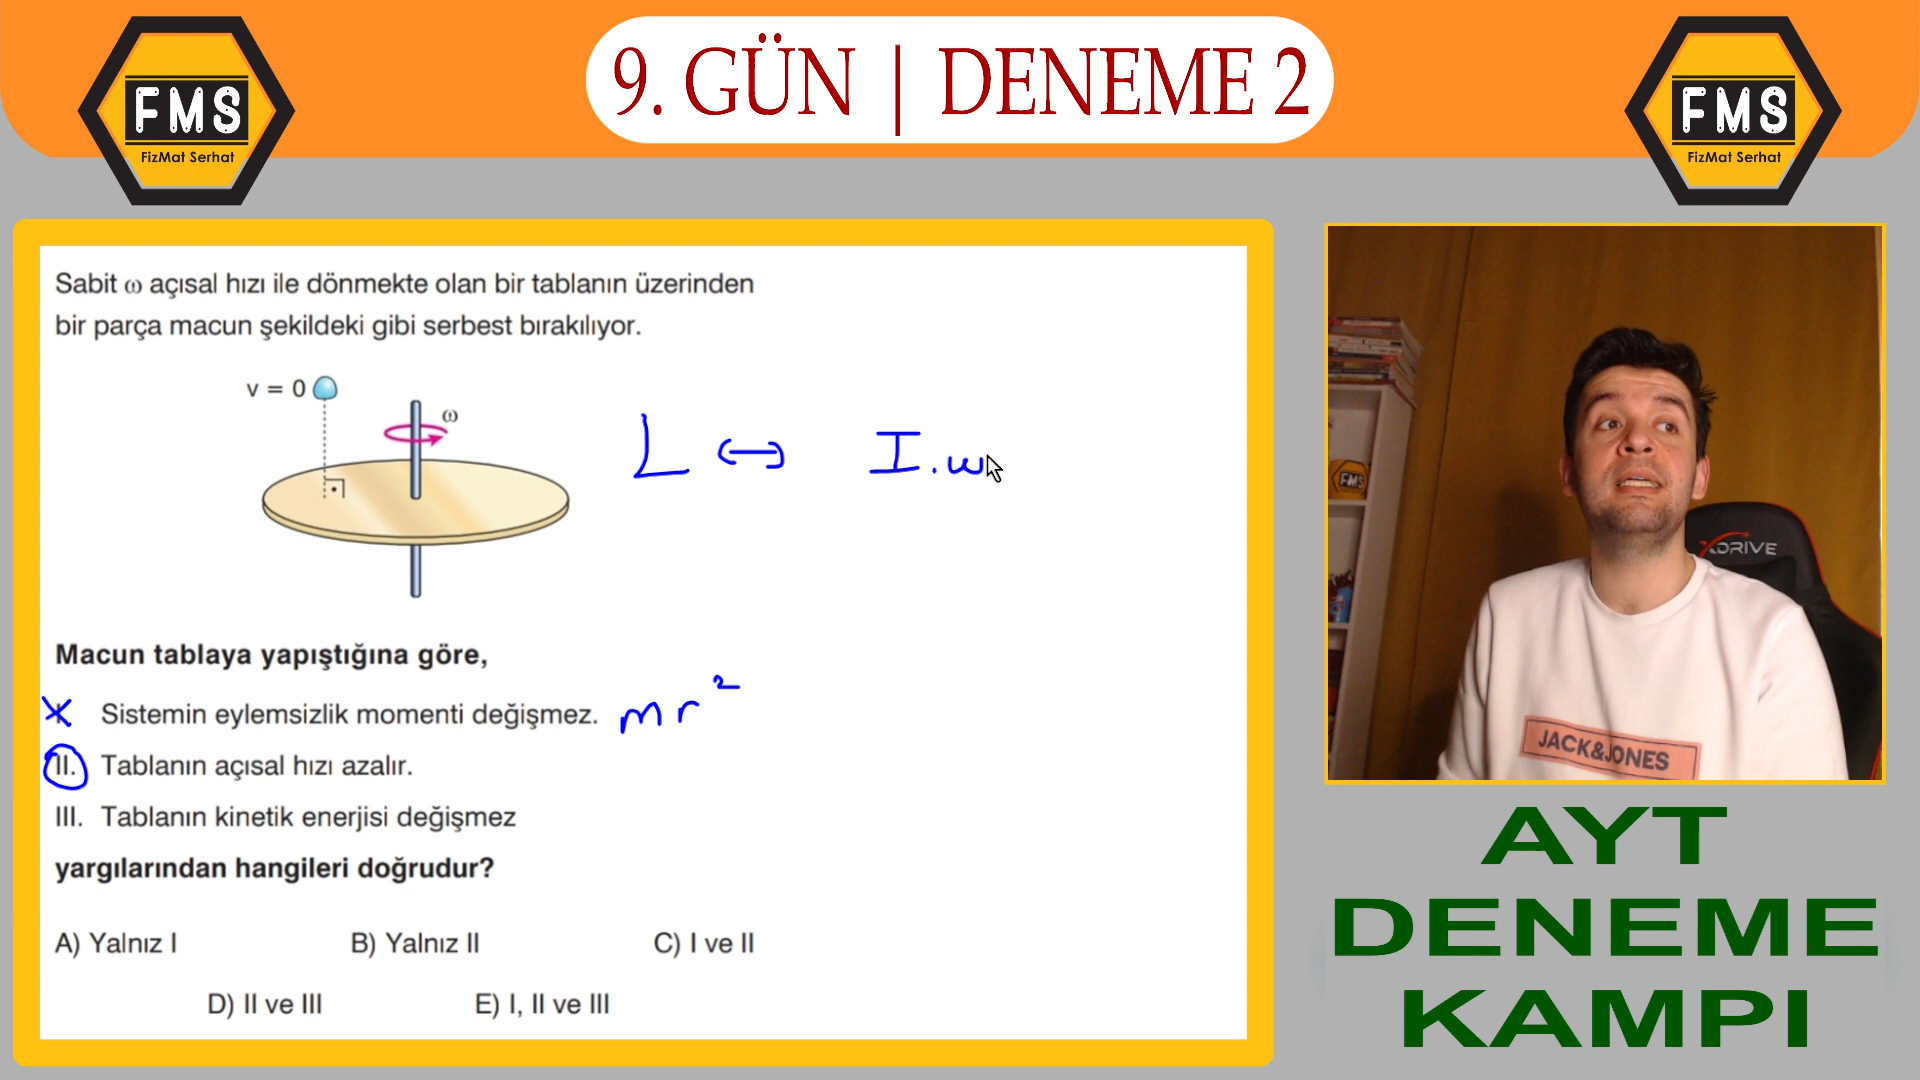 9. GÜN | DENEME 2
FMS
FizMat Serhat
FMS
FizMat Serhat
Sabit ω açısal hızı ile dönmekte olan bir tablanın üzerinden
bir parça macun şekildeki gibi serbest bırakılıyor.
v = 0
ω
L ↔ I.w
Macun tablaya yapıştığına göre,
Sistemin eylemsizlik momenti değişmez. mr²
II. Tablanın açısal hızı azalır.
III. Tablanın kinetik enerjisi değişmez
yargılarından hangileri doğrudur?
A) Yalnız I B) Yalnız II C) I ve II
D) II ve III E) I, II ve III
FMS
XDRIVE
JACK&JONES
AYT
DENEME
KAMPI